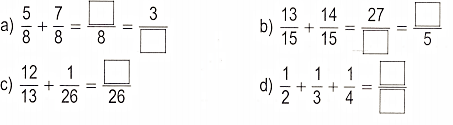 a) 5/8 + 7/8 = □/8 = 3/□
b) 13/15 + 14/15 = 27/□ = □/5
c) 12/13 + 1/26 = □/26
d) 1/2 + 1/3 + 1/4 = □/□